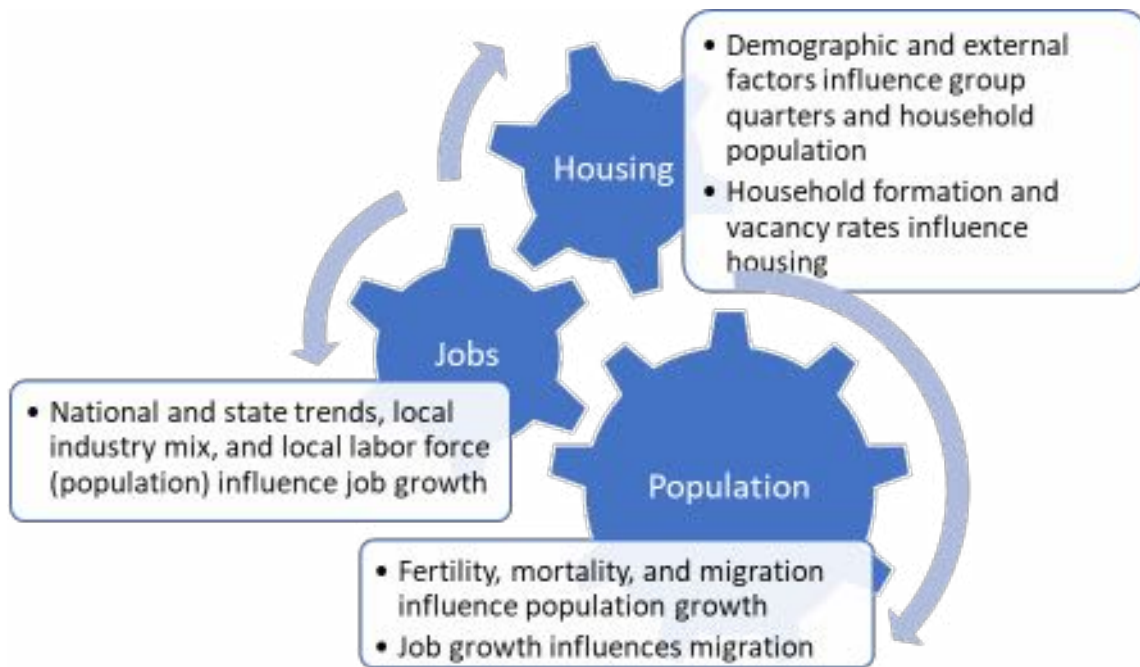 • Demographic and external
factors influence group
quarters and household
population
• Household formation and
vacancy rates influence
housing
Housing
Jobs
• National and state trends, local
industry mix, and local labor force
(population) influence job growth
Population
• Fertility, mortality, and migration
influence population growth
• Job growth influences migration